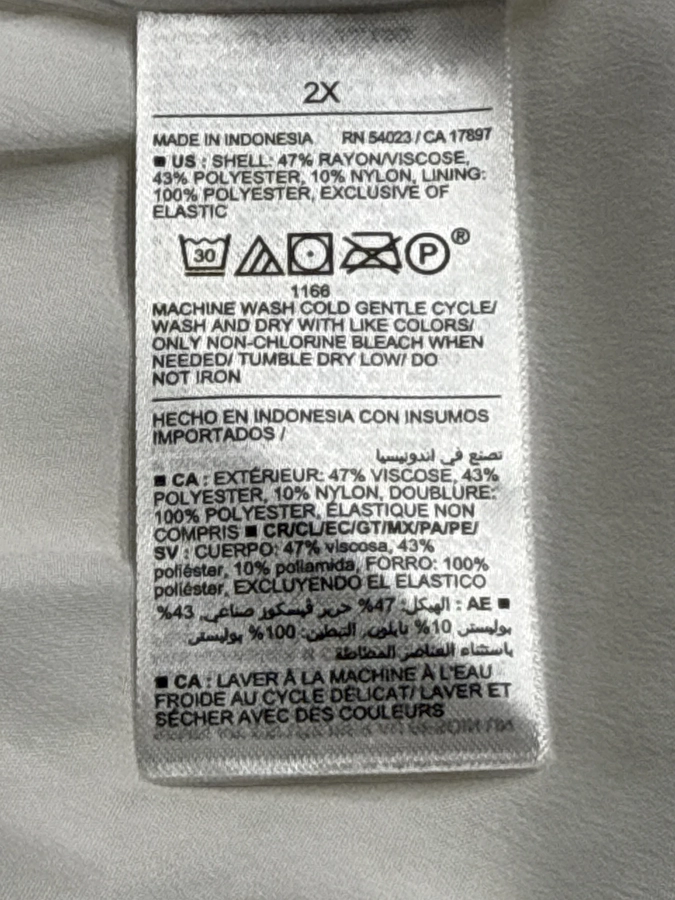 2X
MADE IN INDONESIA RN 54023 / CA 17897
■ US : SHELL: 47% RAYON/VISCOSE,
43% POLYESTER, 10% NYLON, LINING:
100% POLYESTER, EXCLUSIVE OF
ELASTIC
30 P ®
1166
MACHINE WASH COLD GENTLE CYCLE/
WASH AND DRY WITH LIKE COLORS/
ONLY NON-CHLORINE BLEACH WHEN
NEEDED/ TUMBLE DRY LOW/ DO
NOT IRON
HECHO EN INDONESIA CON INSUMOS
IMPORTADOS /
تصنع في اندونيسيا
■ CA : EXTÉRIEUR: 47% VISCOSE, 43%
POLYESTER, 10% NYLON, DOUBLURE:
100% POLYESTER, ÉLASTIQUE NON
COMPRIS ■ CR/CL/EC/GT/MX/PA/PE/
SV : CUERPO: 47% viscosa, 43%
poliéster, 10% poliamida, FORRO: 100%
poliéster, EXCLUYENDO EL ELASTICO
■ AE : الهيكل: 47% حرير فيسكوز صناعي, 43%
بوليستر, 10% نايلون, التبطين: 100% بوليستر,
باستثناء العناصر المطاطة
■ CA : LAVER À LA MACHINE À L'EAU
FROIDE AU CYCLE DÉLICAT/ LAVER ET
SÉCHER AVEC DES COULEURS